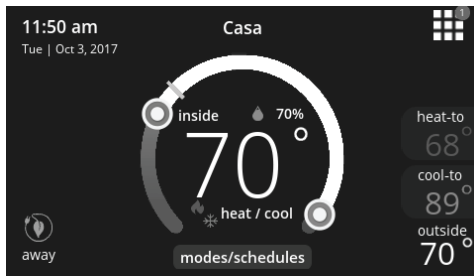 11:50 am
Tue | Oct 3, 2017
Casa
1
inside
70%
70°
heat / cool
heat-to
68°
cool-to
89°
outside
70°
away
modes/schedules